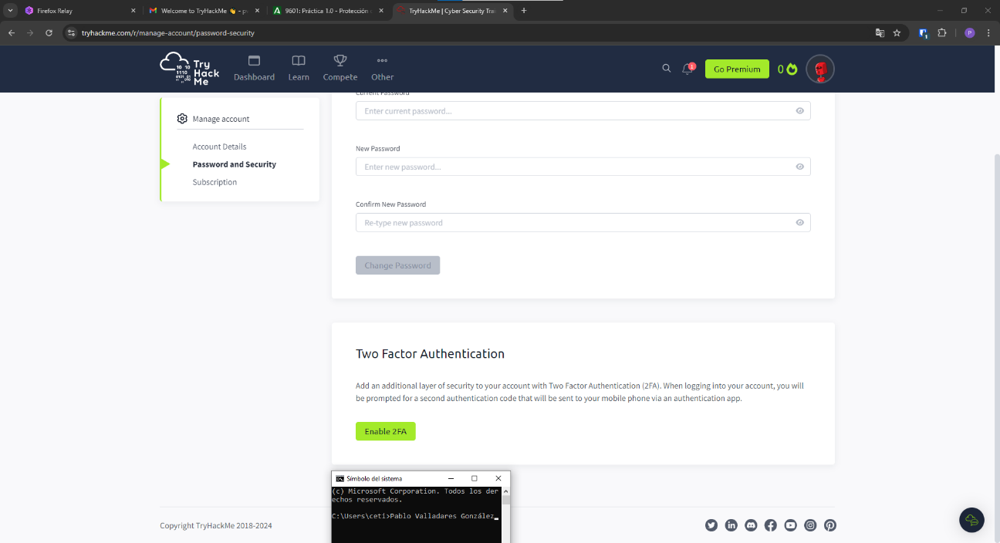 Firefox Relay
Welcome to TryHackMe 👋 - p
9601: Práctica 1.0 - Protección
TryHackMe | Cyber Security Tra
tryhackme.com/r/manage-account/password-security
1
P
Try
Hack
Me
10 10
1110
Dashboard
Learn
Compete
Other
1
Go Premium
0
Manage account
Account Details
Password and Security
Subscription
Current Password
Enter current password...
New Password
Enter new password...
Confirm New Password
Re-type new password
Change Password
Two Factor Authentication
Add an additional layer of security to your account with Two Factor Authentication (2FA). When logging into your account, you will
be prompted for a second authentication code that will be sent to your mobile phone via an authentication app.
Enable 2FA
Símbolo del sistema
(c) Microsoft Corporation. Todos los der
echos reservados.
C:\Users\ceti>Pablo Valladares González_
Copyright TryHackMe 2018-2024